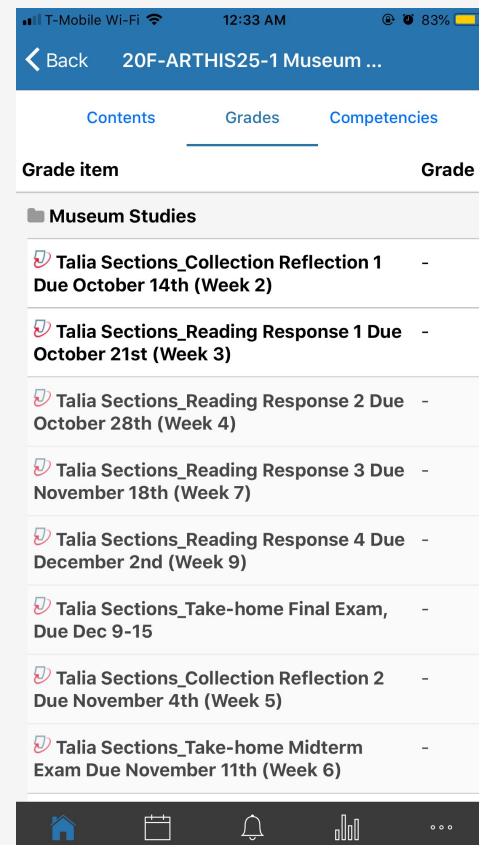 T-Mobile Wi-Fi 12:33 AM 83%
Back 20F-ARTHIS25-1 Museum ...
Contents Grades Competencies
Grade item Grade
Museum Studies
Talia Sections_Collection Reflection 1 -
Due October 14th (Week 2)
Talia Sections_Reading Response 1 Due -
October 21st (Week 3)
Talia Sections_Reading Response 2 Due -
October 28th (Week 4)
Talia Sections_Reading Response 3 Due -
November 18th (Week 7)
Talia Sections_Reading Response 4 Due -
December 2nd (Week 9)
Talia Sections_Take-home Final Exam, -
Due Dec 9-15
Talia Sections_Collection Reflection 2 -
Due November 4th (Week 5)
Talia Sections_Take-home Midterm -
Exam Due November 11th (Week 6)